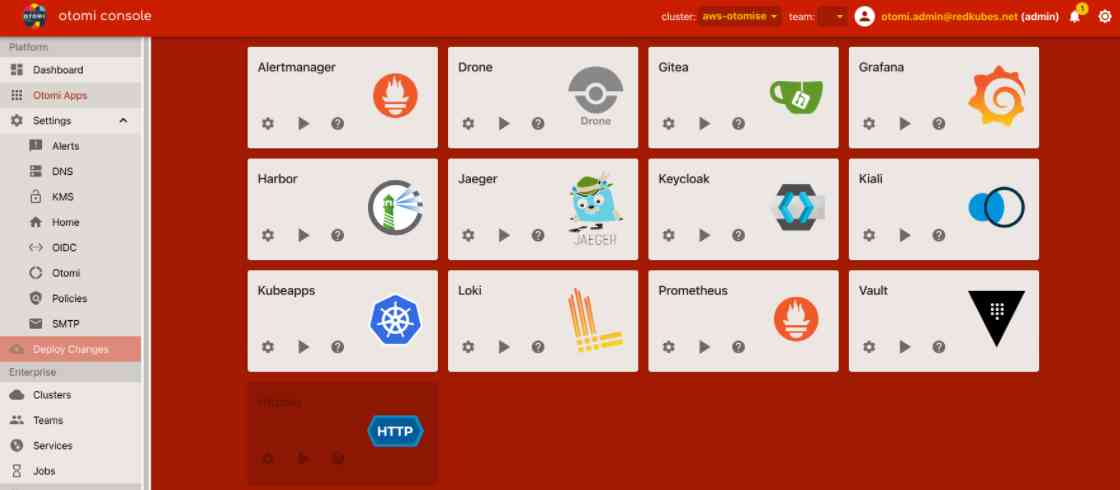 OTOMI otomi console cluster: aws-otomise team: otomi.admin@redkubes.net (admin) 1
Platform
Dashboard
Otomi Apps
Settings
Alerts
DNS
KMS
Home
OIDC
Otomi
Policies
SMTP
Deploy Changes
Enterprise
Clusters
Teams
Services
Jobs
Alertmanager
Drone
Drone
Gitea
Grafana
Harbor
Jaeger
JAEGER
Keycloak
Kiali
Kubeapps
Loki
Prometheus
Vault
HTTP